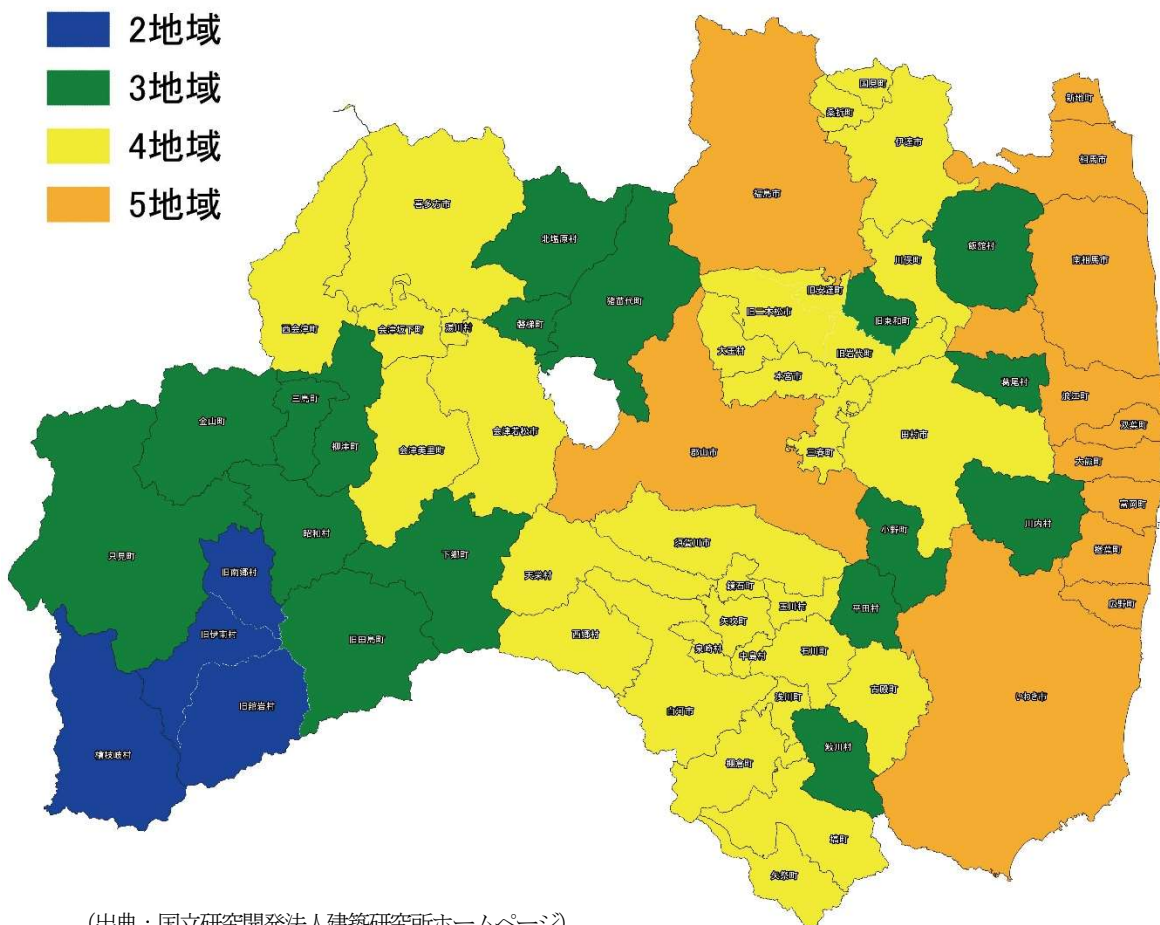 2地域
3地域
4地域
5地域
国見町
桑折町
伊達市
新地町
相馬市
福島市
喜多方市
北塩原村
猪苗代町
磐梯町
川俣町
飯舘村
南相馬市
旧安達町
旧二本松市
旧東和町
大玉村
旧岩代町
本宮市
西会津町
会津坂下町
湯川村
葛尾村
浪江町
双葉町
大熊町
金山町
三島町
柳津町
会津美里町
会津若松市
郡山市
三春町
田村市
富岡町
川内村
小野町
楢葉町
広野町
只見町
昭和村
下郷町
天栄村
須賀川市
鏡石町
玉川村
平田村
旧南郷村
旧伊南村
旧田島町
西郷村
矢吹町
泉崎村
中島村
石川町
古殿町
いわき市
旧舘岩村
檜枝岐村
白河市
浅川町
鮫川村
棚倉町
塙町
矢祭町
(出典:国立研究開発法人建築研究所ホームページ)